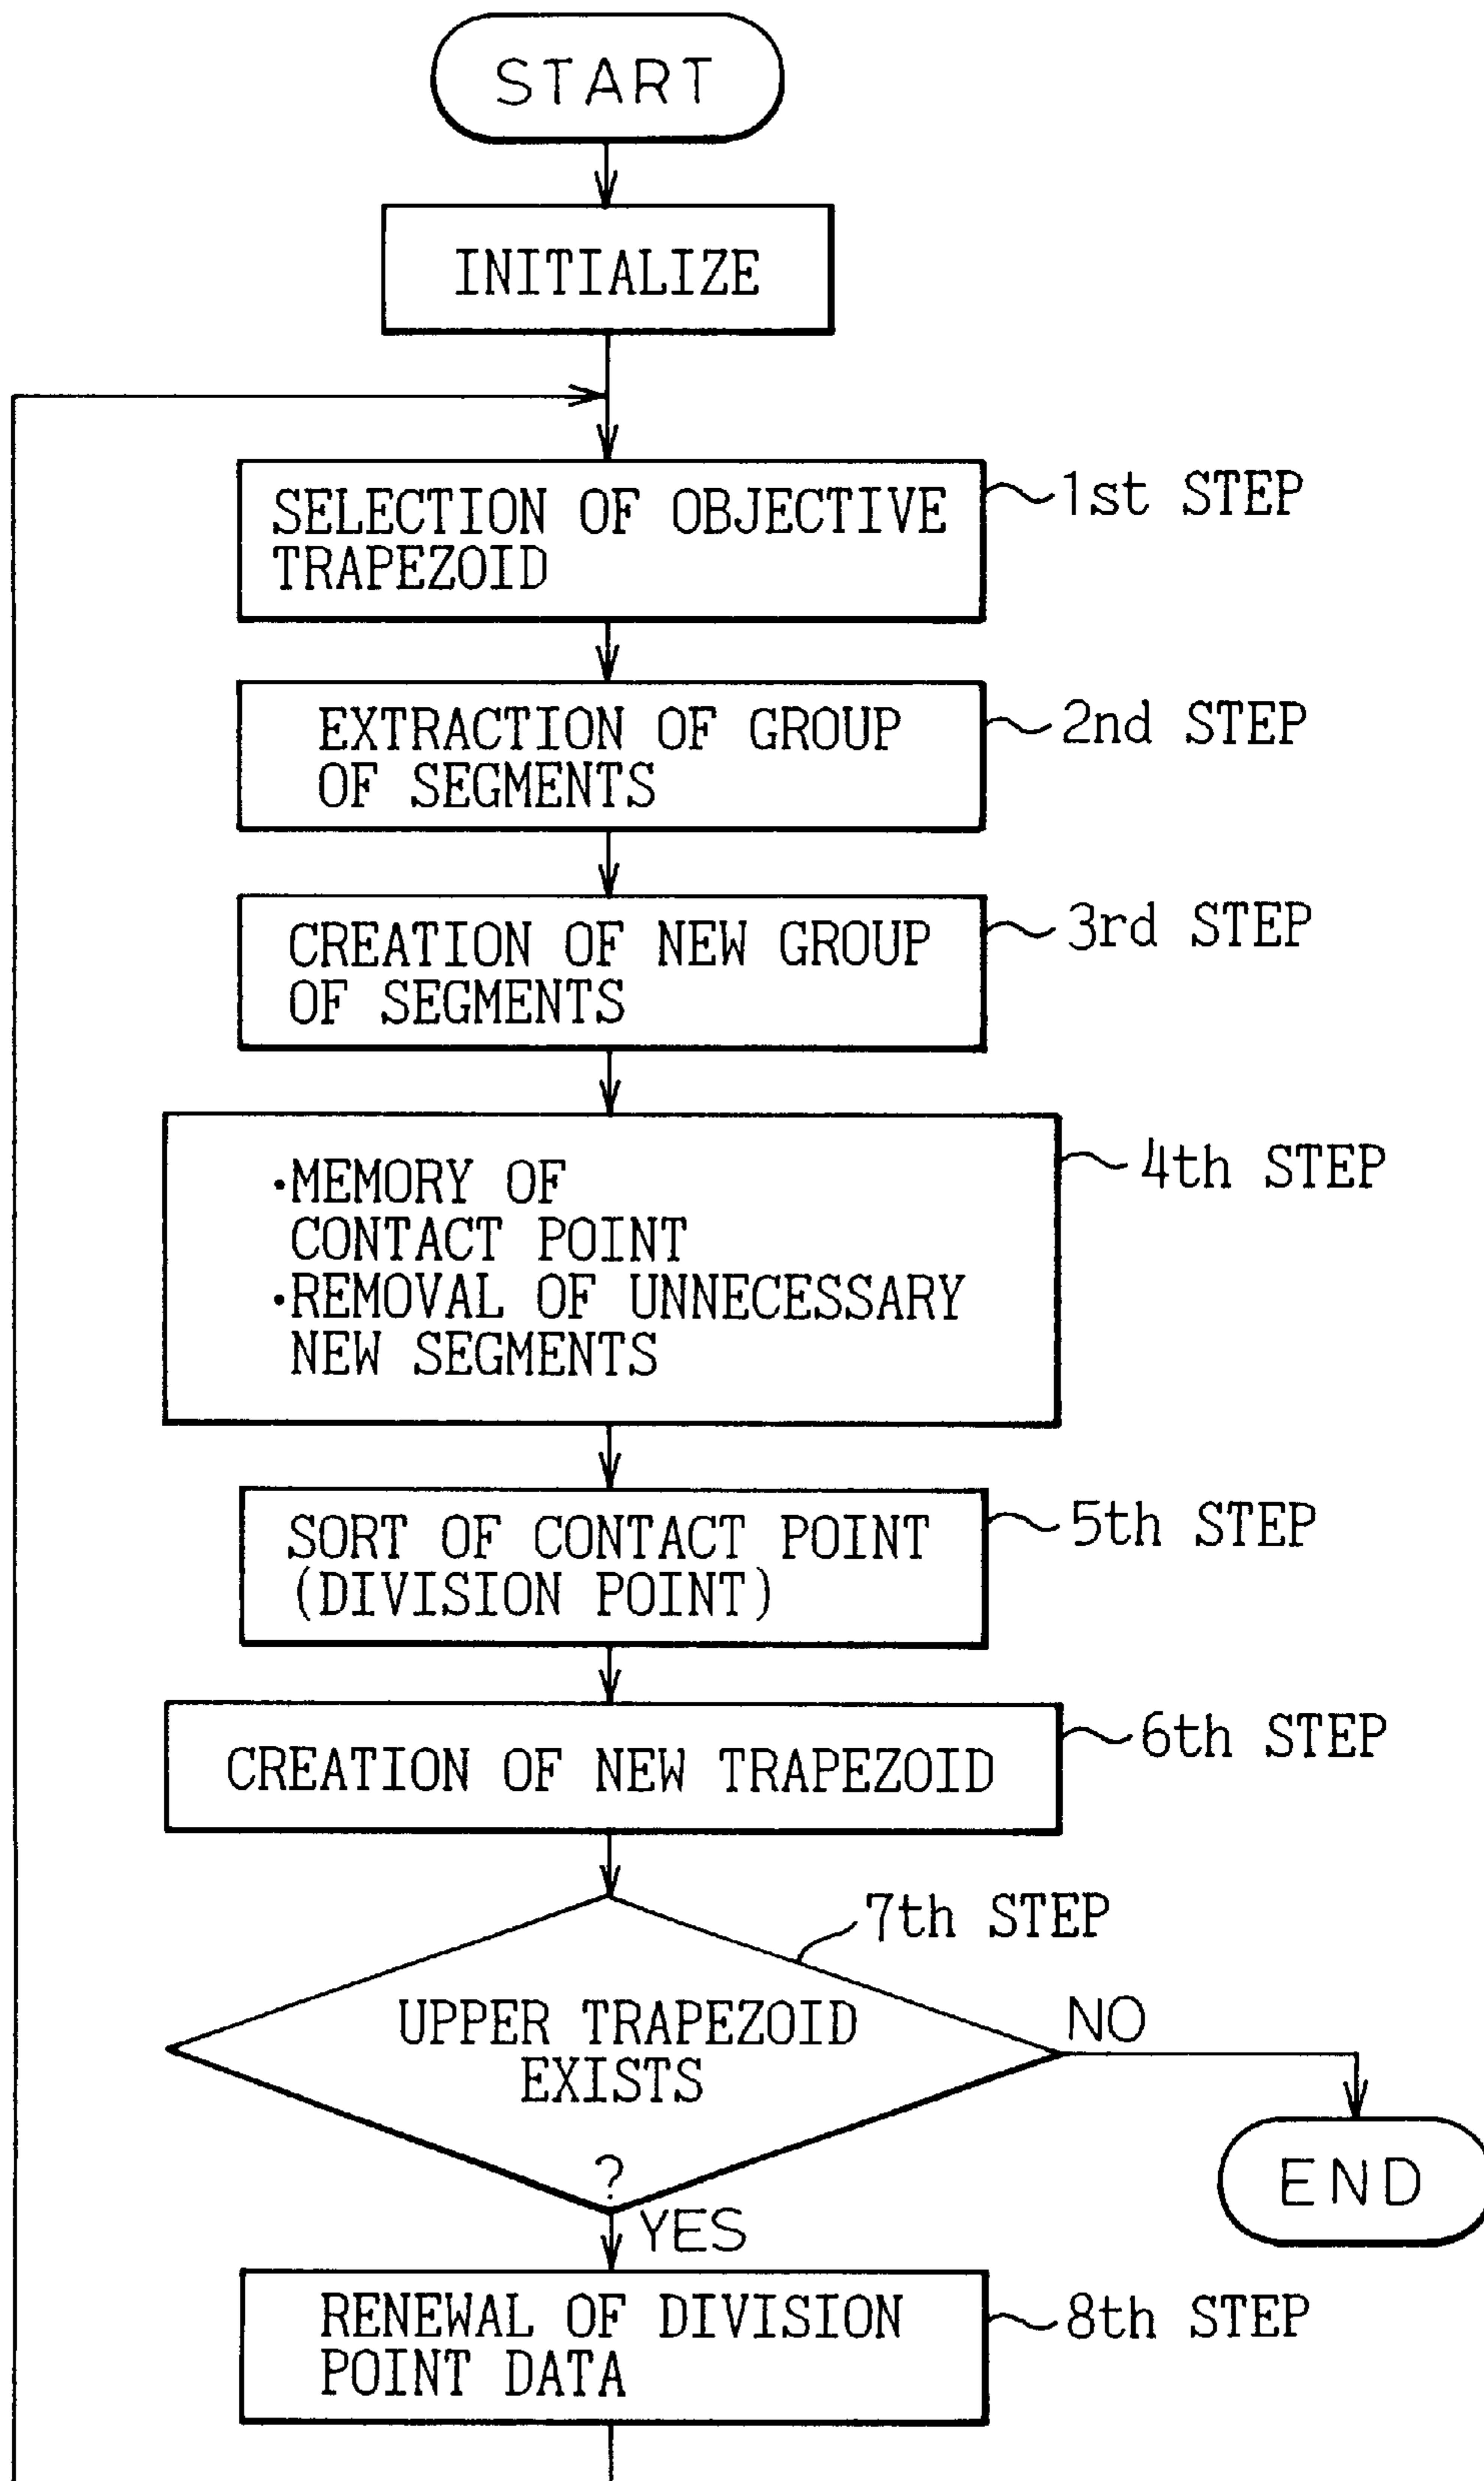 START
INITIALIZE
SELECTION OF OBJECTIVE
TRAPEZOID
1st STEP
EXTRACTION OF GROUP
OF SEGMENTS
2nd STEP
CREATION OF NEW GROUP
OF SEGMENTS
3rd STEP
·MEMORY OF
CONTACT POINT
·REMOVAL OF UNNECESSARY
NEW SEGMENTS
4th STEP
SORT OF CONTACT POINT
(DIVISION POINT)
5th STEP
CREATION OF NEW TRAPEZOID
6th STEP
7th STEP
UPPER TRAPEZOID
EXISTS
?
NO
END
YES
RENEWAL OF DIVISION
POINT DATA
8th STEP